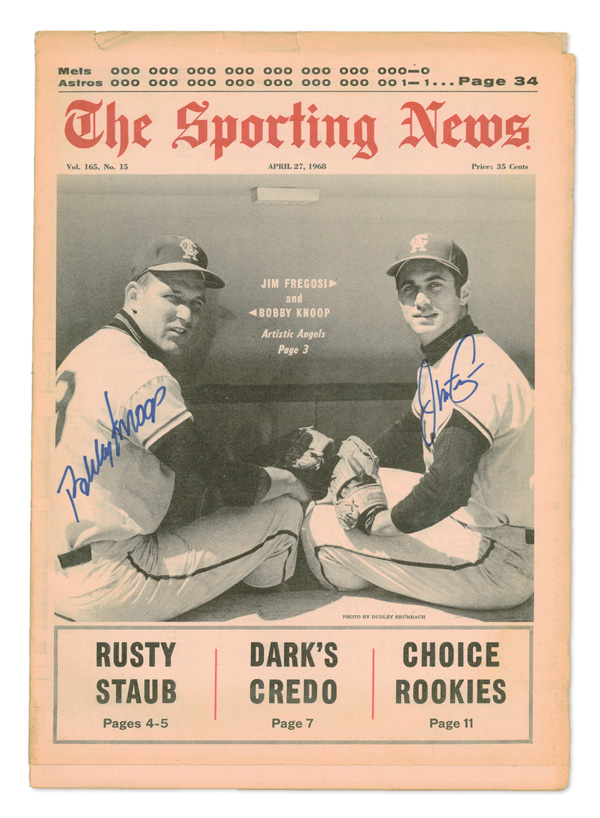 Mets 000 000 000 000 000 000 000 000—0
Astros 000 000 000 000 000 000 000 001—1...Page 34
The Sporting News
Vol. 165, No. 15 APRIL 27, 1968 Price: 35 Cents
JIM FREGOSI▶
and
◀BOBBY KNOOP
Artistic Angels
Page 3
Bobby Knoop
PHOTO BY DUDLEY BRUMBACH
RUSTY
STAUB
Pages 4-5
DARK'S
CREDO
Page 7
CHOICE
ROOKIES
Page 11